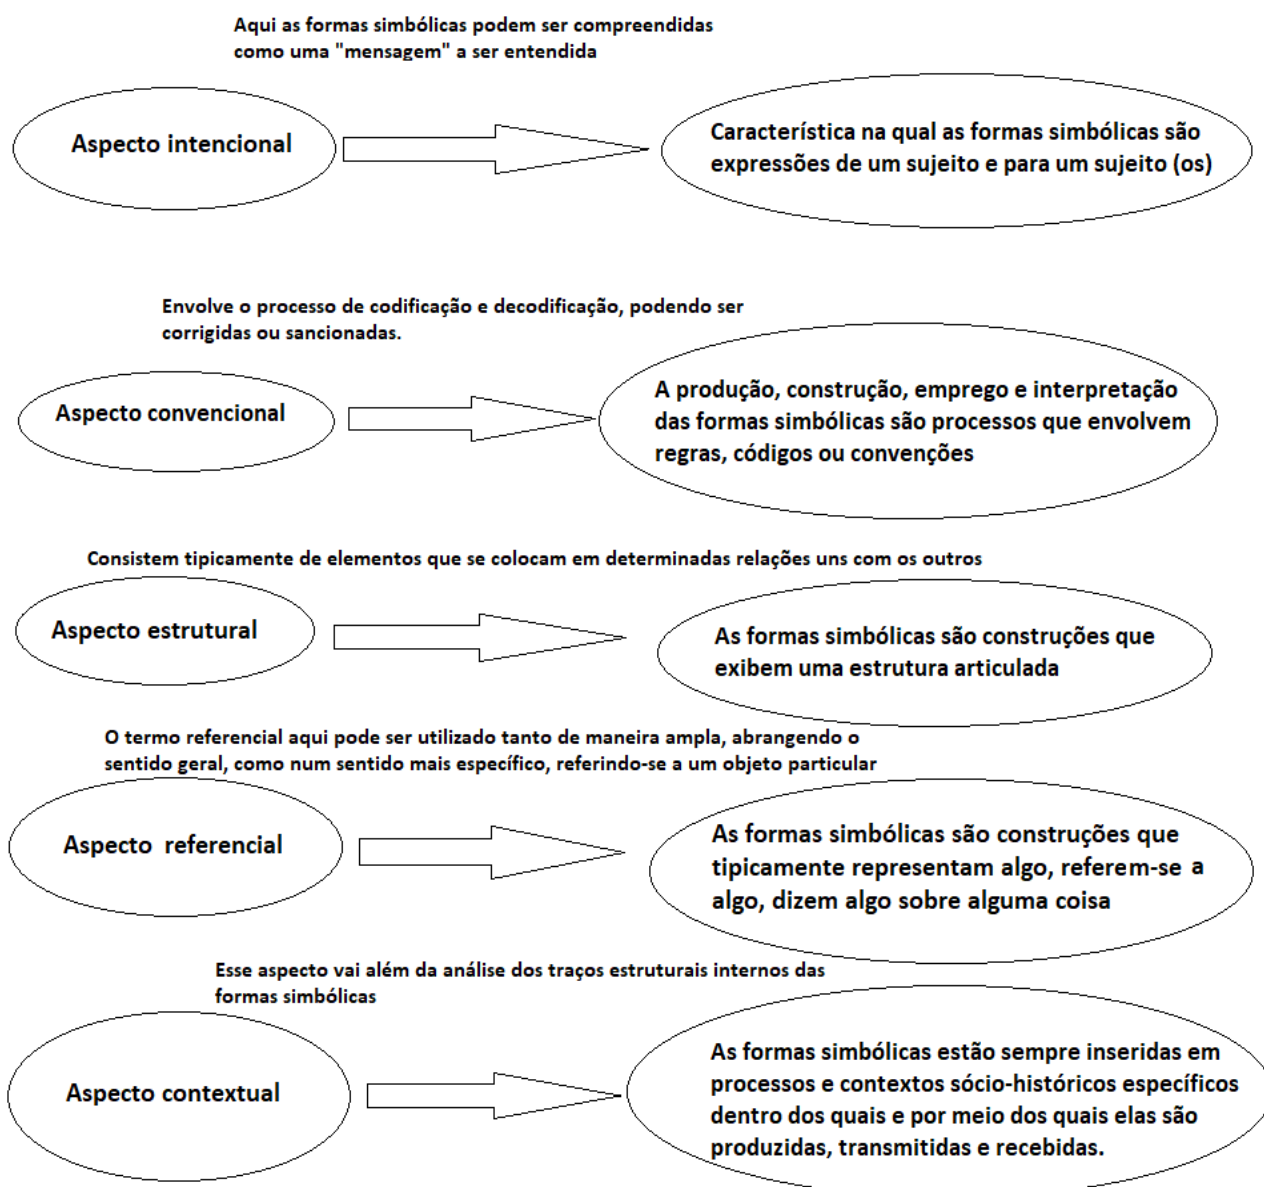 Aqui as formas simbólicas podem ser compreendidas
como uma "mensagem" a ser entendida
Aspecto intencional
Característica na qual as formas simbólicas são
expressões de um sujeito e para um sujeito (os)
Envolve o processo de codificação e decodificação, podendo ser
corrigidas ou sancionadas.
Aspecto convencional
A produção, construção, emprego e interpretação
das formas simbólicas são processos que envolvem
regras, códigos ou convenções
Consistem tipicamente de elementos que se colocam em determinadas relações uns com os outros
Aspecto estrutural
As formas simbólicas são construções que
exibem uma estrutura articulada
O termo referencial aqui pode ser utilizado tanto de maneira ampla, abrangendo o
sentido geral, como num sentido mais específico, referindo-se a um objeto particular
Aspecto referencial
As formas simbólicas são construções que
tipicamente representam algo, referem-se a
algo, dizem algo sobre alguma coisa
Esse aspecto vai além da análise dos traços estruturais internos das
formas simbólicas
Aspecto contextual
As formas simbólicas estão sempre inseridas em
processos e contextos sócio-históricos específicos
dentro dos quais e por meio dos quais elas são
produzidas, transmitidas e recebidas.